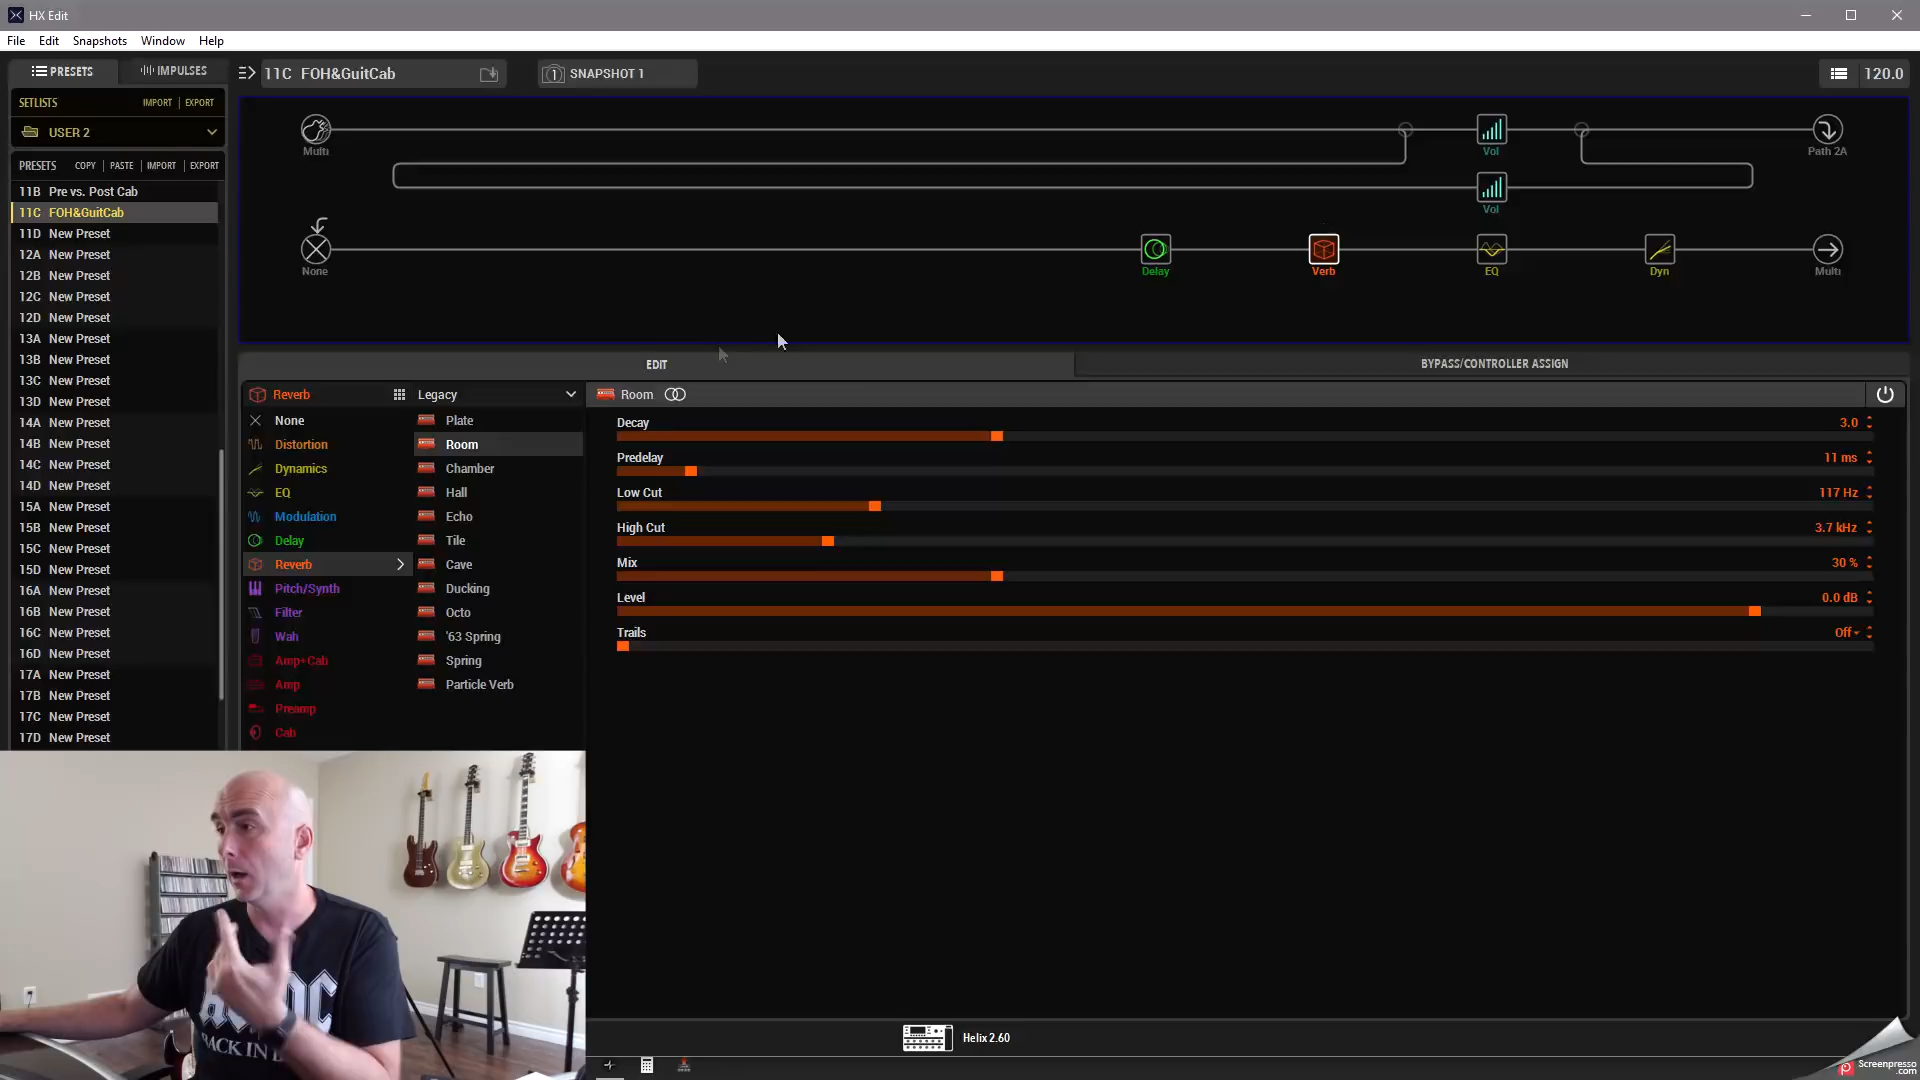 HX Edit
File Edit Snapshots Window Help
PRESETS IMPULSES
11C FOH&GuitCab
1 SNAPSHOT 1
120.0
SETLISTS IMPORT | EXPORT
USER 2
PRESETS COPY | PASTE IMPORT | EXPORT
11B Pre vs. Post Cab
11C FOH&GuitCab
11D New Preset
12A New Preset
12B New Preset
12C New Preset
12D New Preset
13A New Preset
13B New Preset
13C New Preset
13D New Preset
14A New Preset
14B New Preset
14C New Preset
14D New Preset
15A New Preset
15B New Preset
15C New Preset
15D New Preset
16A New Preset
16B New Preset
16C New Preset
16D New Preset
17A New Preset
17B New Preset
17C New Preset
17D New Preset
Multi
Vol
Path 2A
Vol
None
Delay
Verb
EQ
Dyn
Multi
EDIT
BYPASS/CONTROLLER ASSIGN
Reverb
None
Distortion
Dynamics
EQ
Modulation
Delay
Reverb
Pitch/Synth
Filter
Wah
Amp+Cab
Amp
Preamp
Cab
Legacy
Plate
Room
Chamber
Hall
Echo
Tile
Cave
Ducking
Octo
'63 Spring
Spring
Particle Verb
Room
Decay 3.0
Predelay 11 ms
Low Cut 117 Hz
High Cut 3.7 kHz
Mix 30 %
Level 0.0 dB
Trails Off
BACK IN
Helix 2.60
Screenpresso
.com